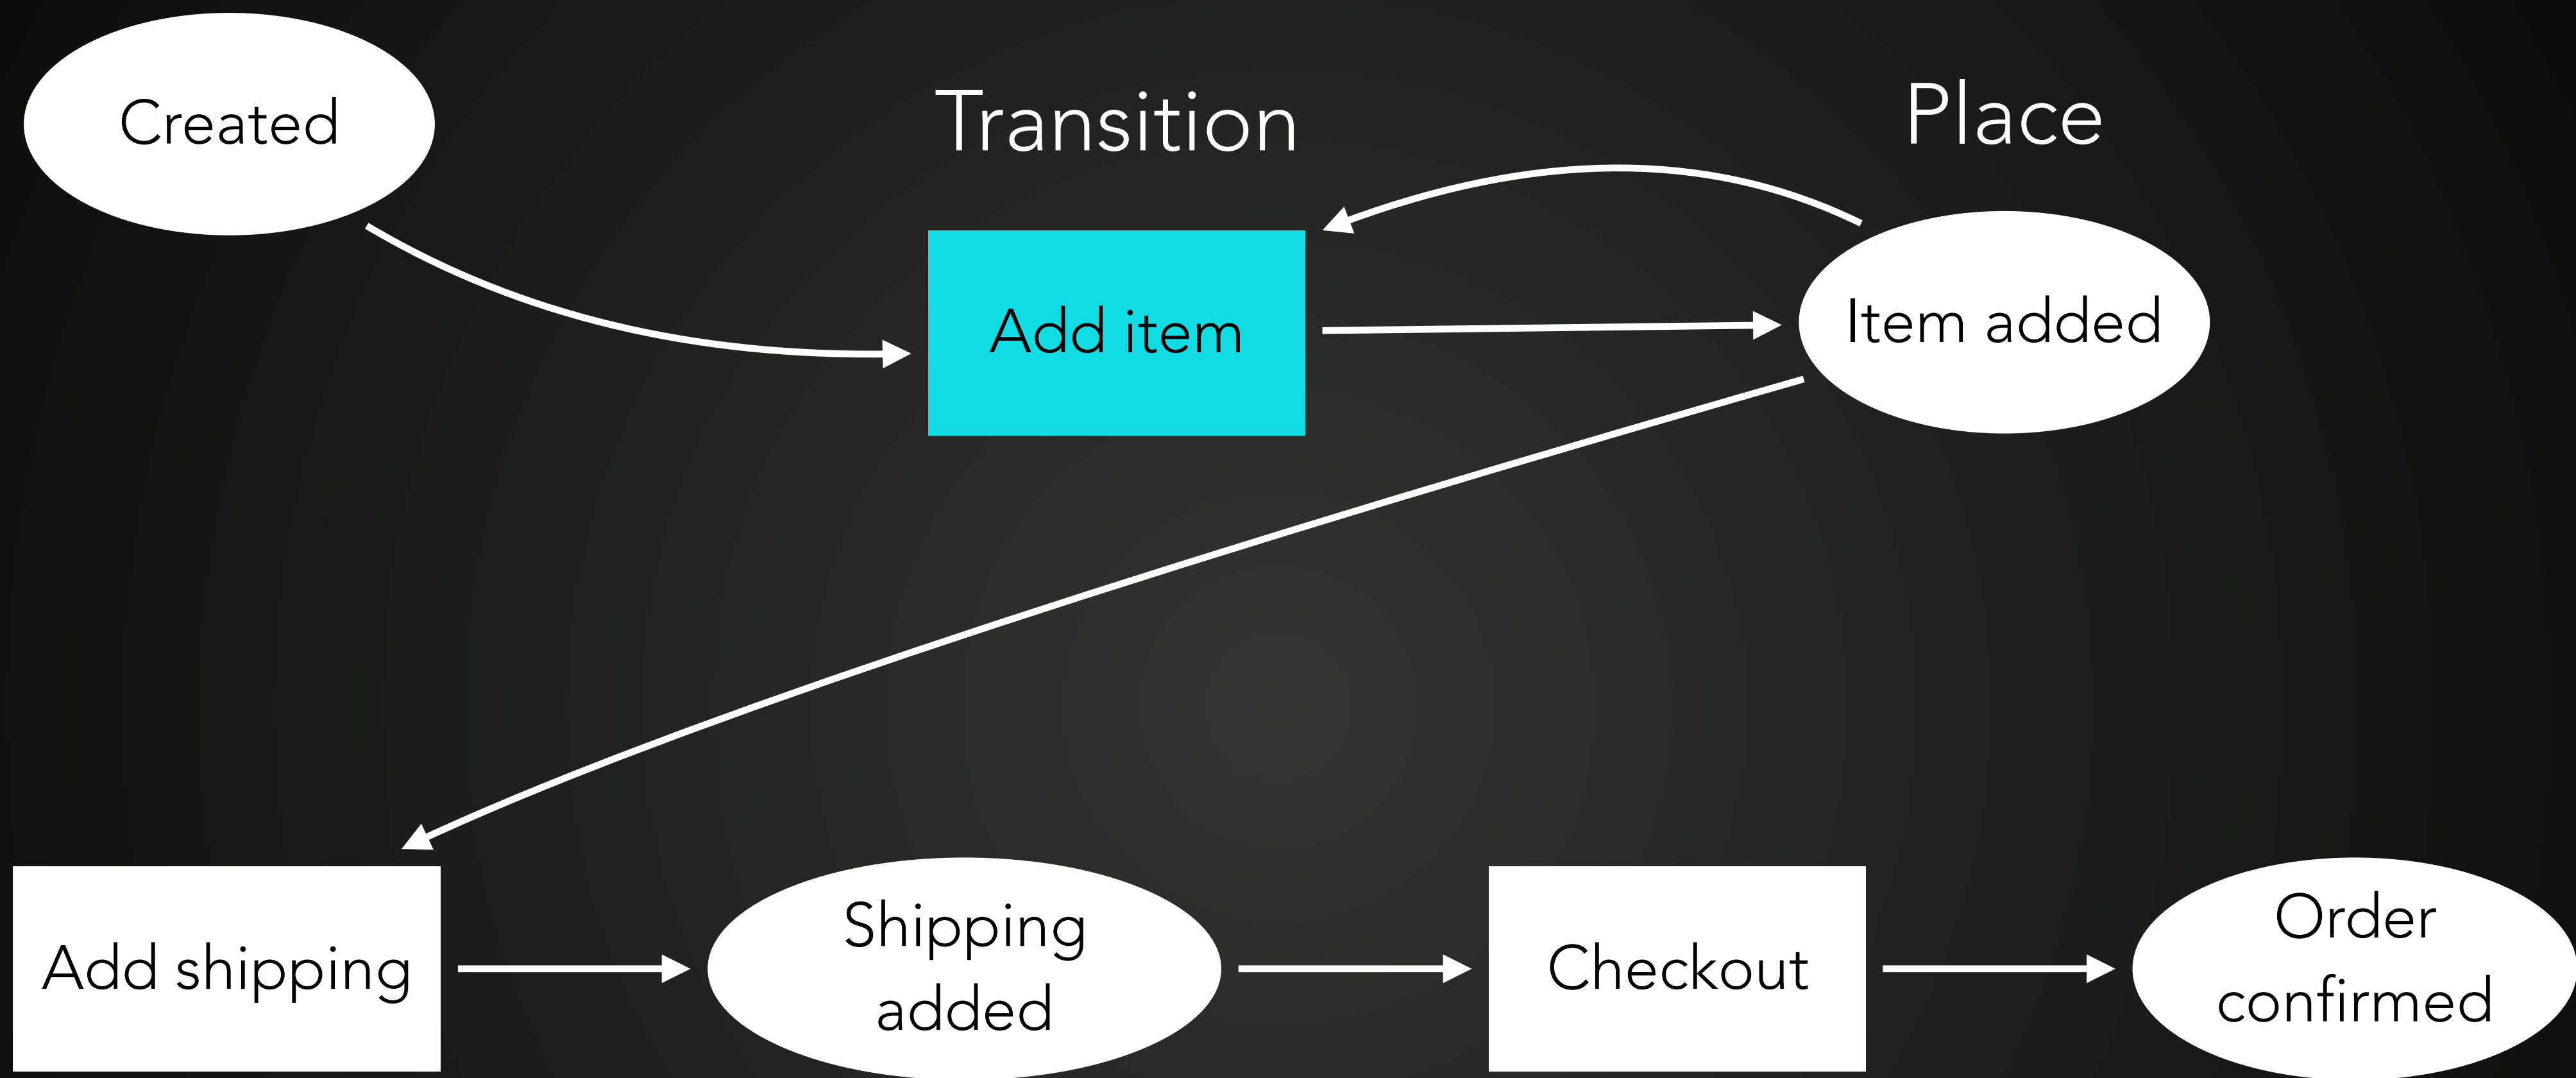 Created
Transition
Place
Add item
Item added
Add shipping
Shipping
added
Checkout
Order
confirmed